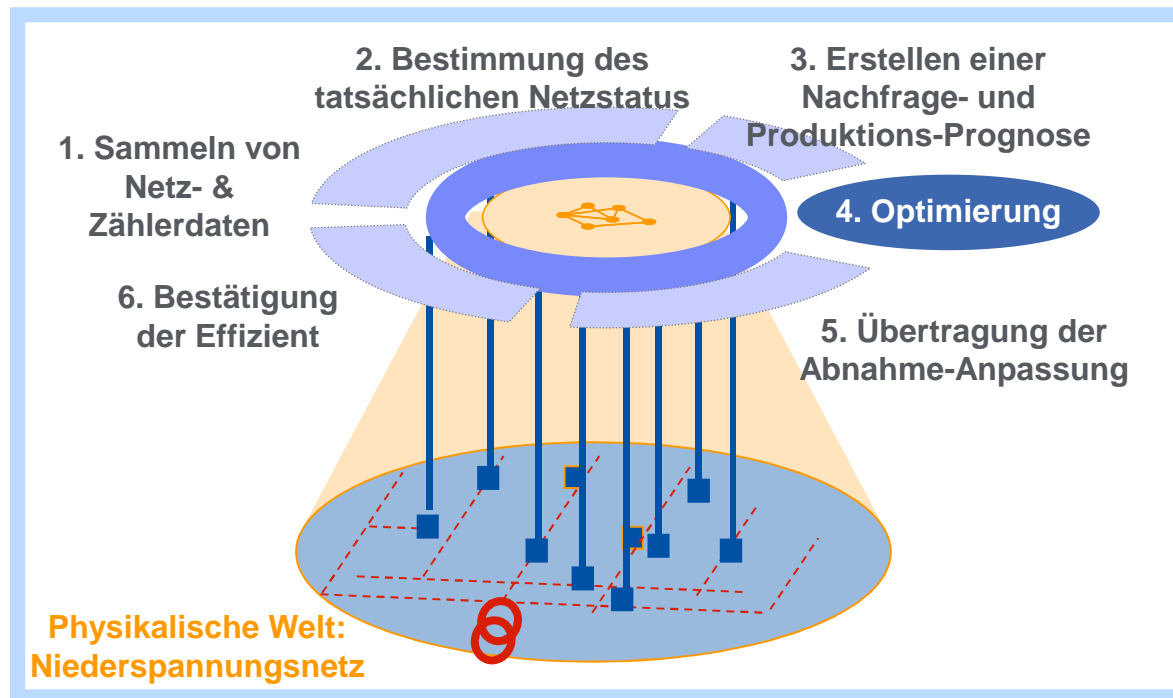 1. Sammeln von
Netz- &
Zählerdaten
2. Bestimmung des
tatsächlichen Netzstatus
3. Erstellen einer
Nachfrage- und
Produktions-Prognose
4. Optimierung
5. Übertragung der
Abnahme-Anpassung
6. Bestätigung
der Effizient
Physikalische Welt:
Niederspannungsnetz